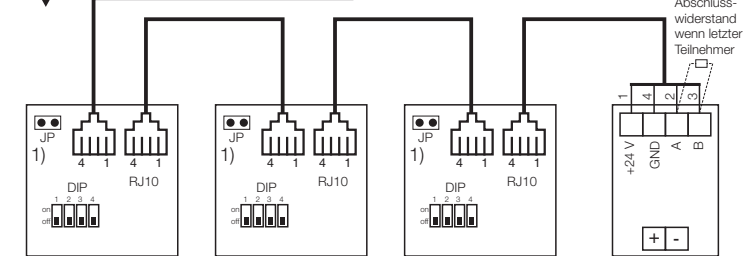 Abschluss-
widerstand
wenn letzter
Teilnehmer
1 4 2 3
JP
1)
4 1 4 1
RJ10
DIP
1 2 3 4
on
off
JP
1)
4 1 4 1
RJ10
DIP
1 2 3 4
on
off
JP
1)
4 1 4 1
RJ10
DIP
1 2 3 4
on
off
+24 V
GND
A
B
+ -